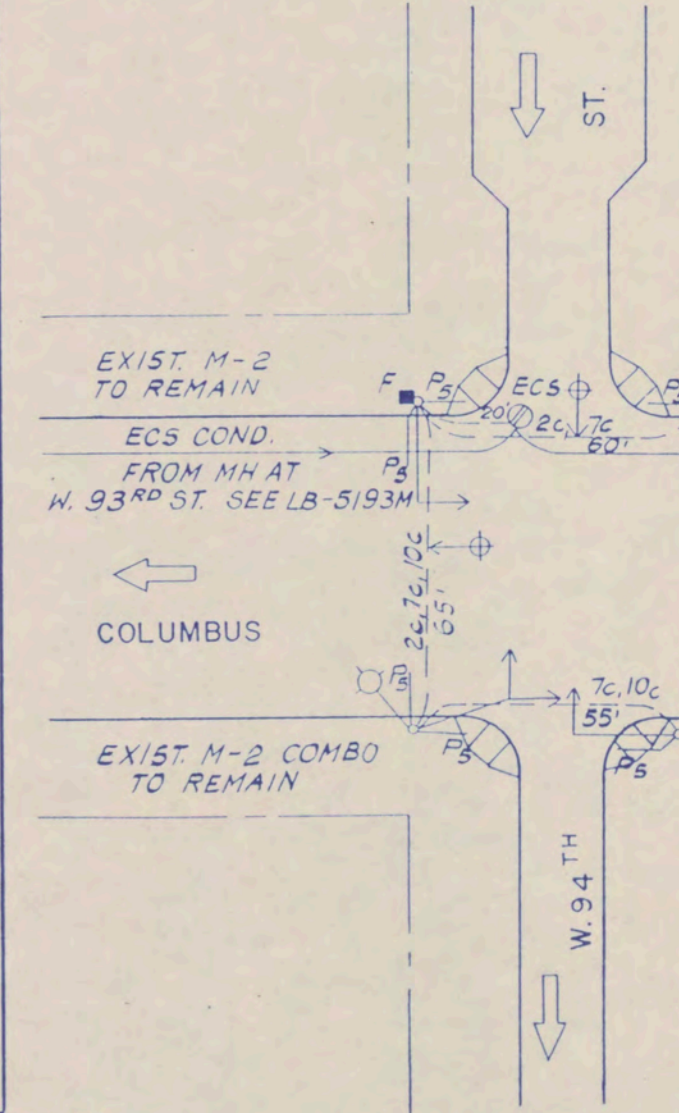 ST.
EXIST. M-2
TO REMAIN
F
P5
ECS
P5
20'
2c,
7c
60'
ECS COND.
FROM MH AT
W. 93RD ST. SEE LB-5193M
P5
2c,7c,10c
65'
COLUMBUS
P5
7c,10c
55'
P5
P5
EXIST. M-2 COMBO
TO REMAIN
W. 94TH